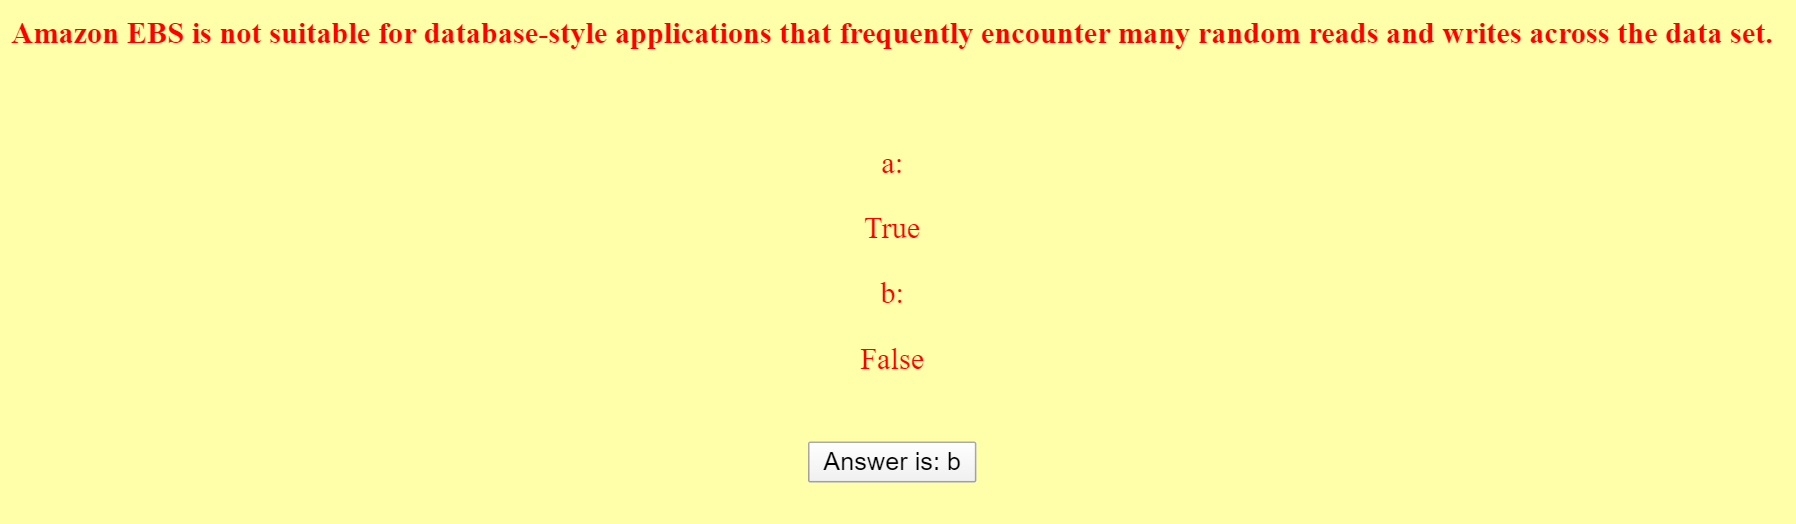 Amazon EBS is not suitable for database-style applications that frequently encounter many random reads and writes across the data set.
a:
True
b:
False
Answer is: b